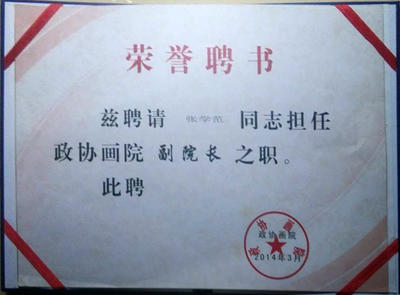 荣誉聘书
兹聘请 张学范 同志担任
政协画院 副院长 之职。
此聘
政协画院
2014年3月